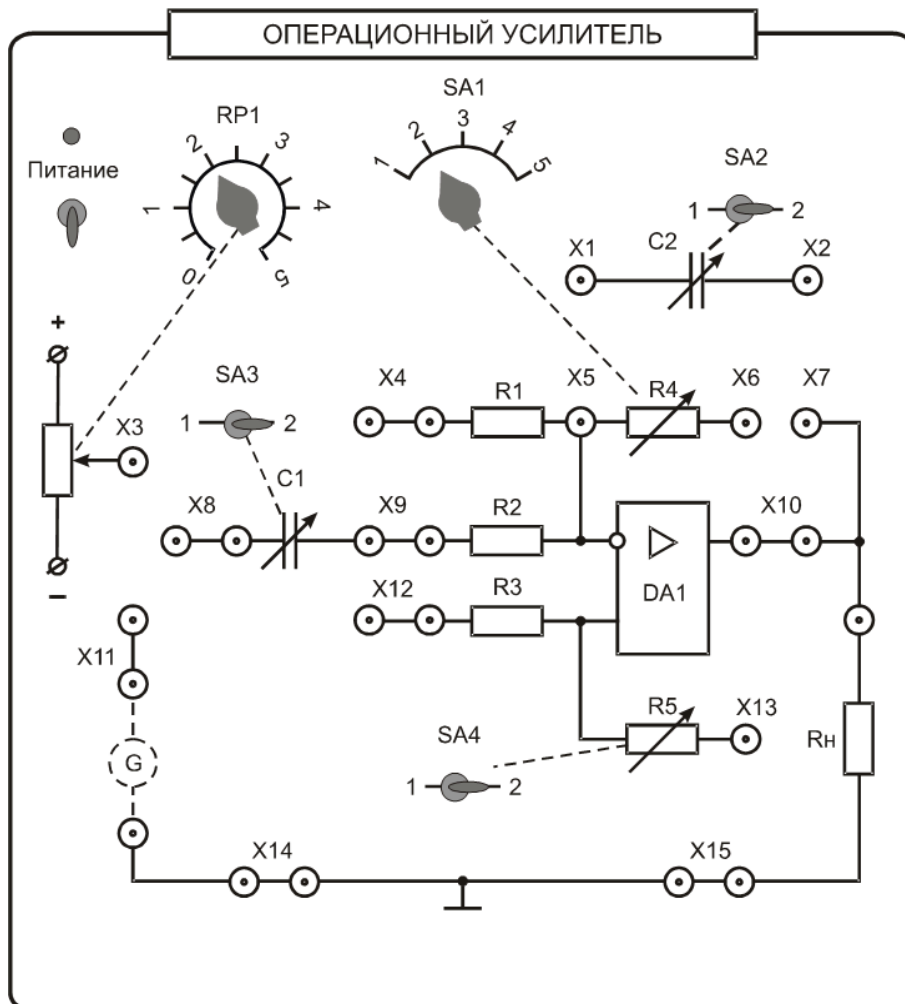 ОПЕРАЦИОННЫЙ УСИЛИТЕЛЬ
Питание
RP1
0 1 2 3 4 5
SA1
1 2 3 4 5
SA2
1 2
X1 C2 X2
+
X3
–
SA3
1 2
X4 R1 X5 R4 X6 X7
C1
X8 X9 R2 X10
DA1
X12 R3
X11
G
R5 X13
SA4
1 2
Rн
X14 X15